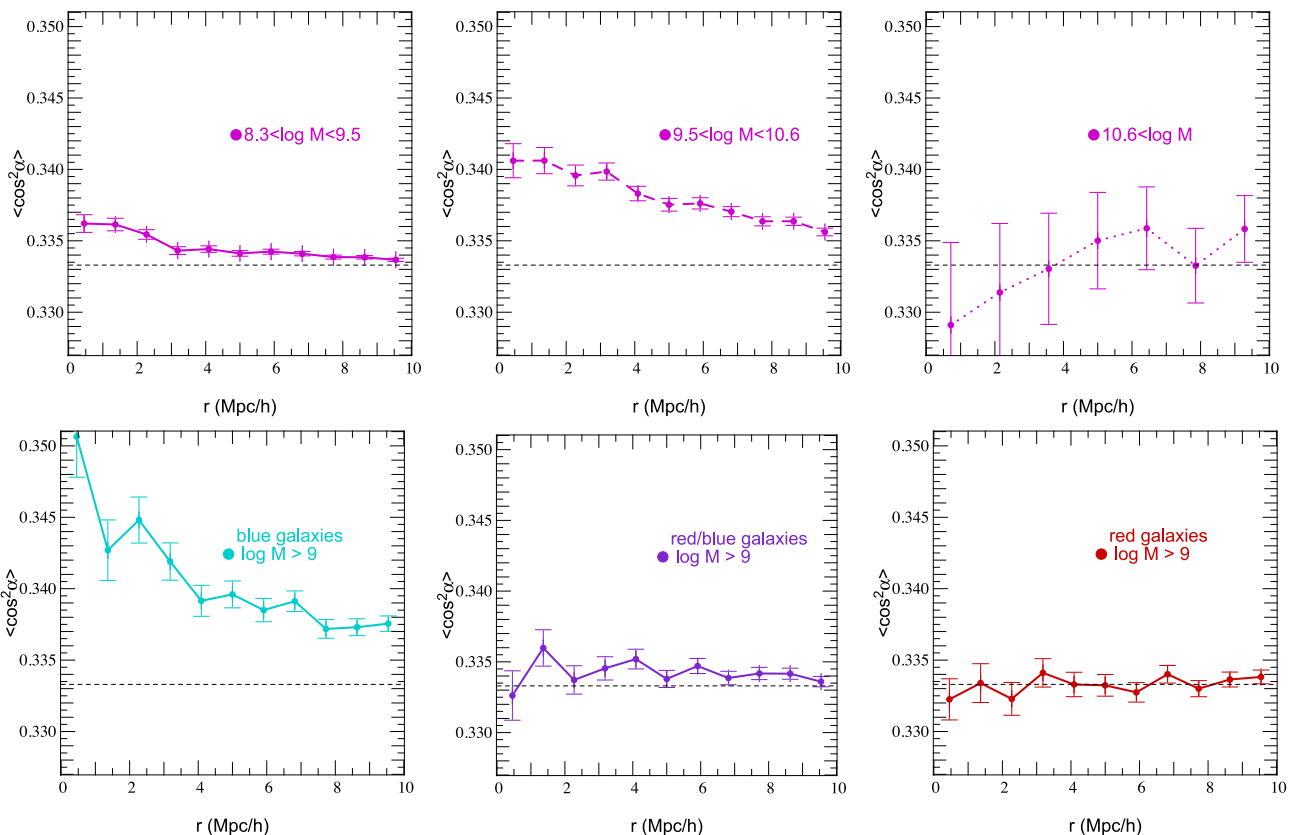 0.350
0.345
0.340
0.335
0.330
<cos²α>
8.3<log M<9.5
0 2 4 6 8 10
r (Mpc/h)
0.350
0.345
0.340
0.335
0.330
<cos²α>
9.5<log M<10.6
0 2 4 6 8 10
r (Mpc/h)
0.350
0.345
0.340
0.335
0.330
<cos²α>
10.6<log M
0 2 4 6 8 10
r (Mpc/h)
0.350
0.345
0.340
0.335
0.330
<cos²α>
blue galaxies
log M > 9
0 2 4 6 8 10
r (Mpc/h)
0.350
0.345
0.340
0.335
0.330
<cos²α>
red/blue galaxies
log M > 9
0 2 4 6 8 10
r (Mpc/h)
0.350
0.345
0.340
0.335
0.330
<cos²α>
red galaxies
log M > 9
0 2 4 6 8 10
r (Mpc/h)